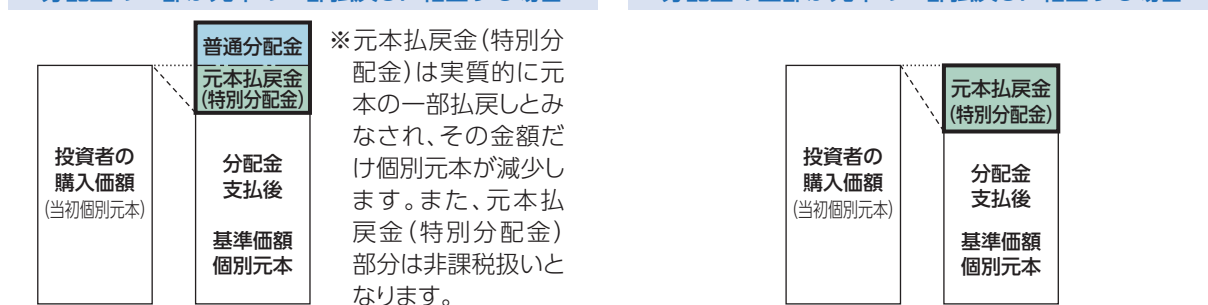 普通分配金
元本払戻金
(特別分配金)
投資者の
購入価額
(当初個別元本)
分配金
支払後
基準価額
個別元本
※元本払戻金(特別分
配金)は実質的に元
本の一部払戻しとみ
なされ、その金額だ
け個別元本が減少し
ます。また、元本払
戻金(特別分配金)
部分は非課税扱いと
なります。
元本払戻金
(特別分配金)
投資者の
購入価額
(当初個別元本)
分配金
支払後
基準価額
個別元本